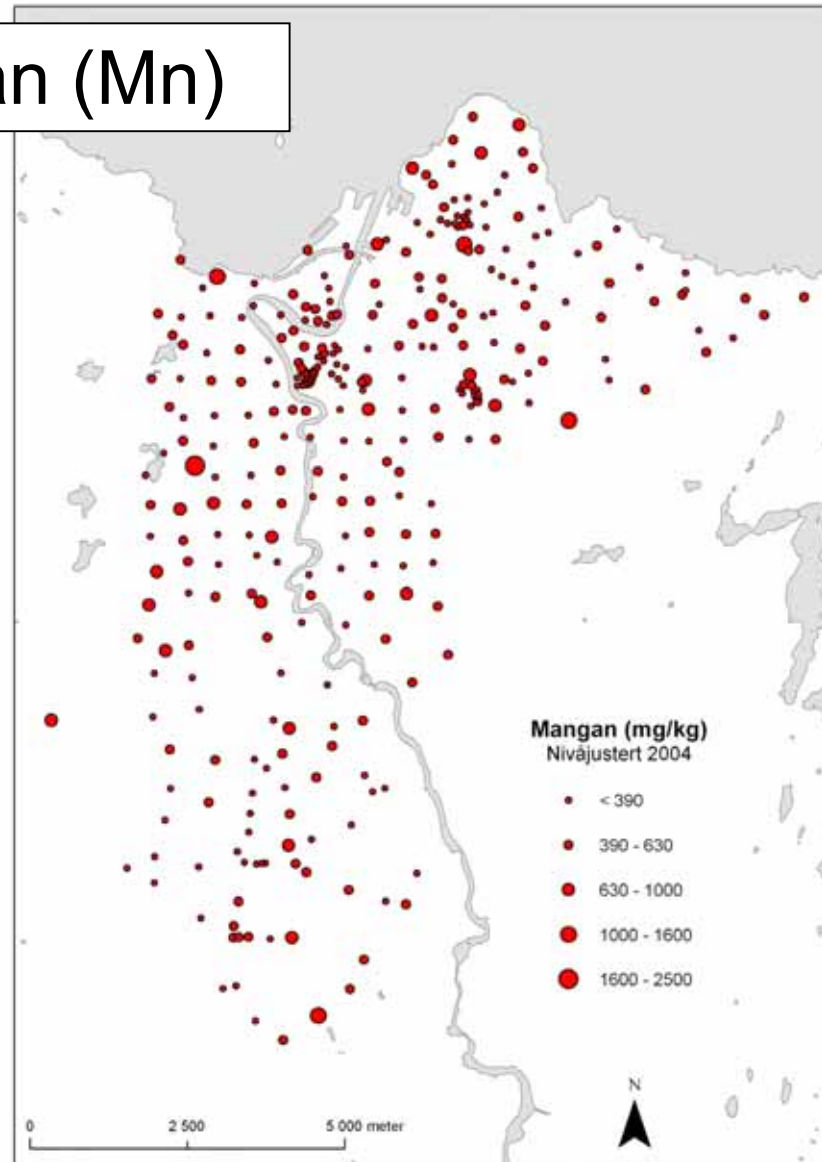 an (Mn)
Mangan (mg/kg)
Nivåjustert 2004
< 390
390 - 630
630 - 1000
1000 - 1600
1600 - 2500
N
0 2 500 5 000 meter